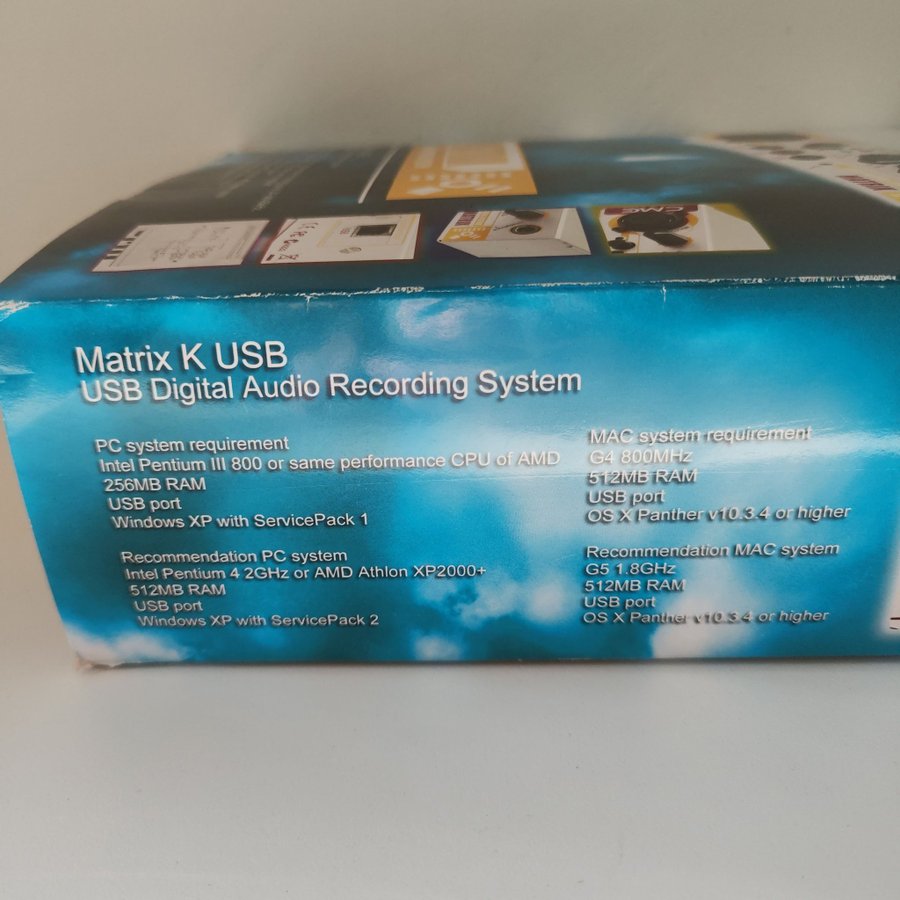 Matrix K USB
USB Digital Audio Recording System
PC system requirement
Intel Pentium III 800 or same performance CPU of AMD
256MB RAM
USB port
Windows XP with ServicePack 1
Recommendation PC system
Intel Pentium 4 2GHz or AMD Athlon XP2000+
512MB RAM
USB port
Windows XP with ServicePack 2
MAC system requirement
G4 800MHz
512MB RAM
USB port
OS X Panther v10.3.4 or higher
Recommendation MAC system
G5 1.8GHz
512MB RAM
USB port
OS X Panther v10.3.4 or higher